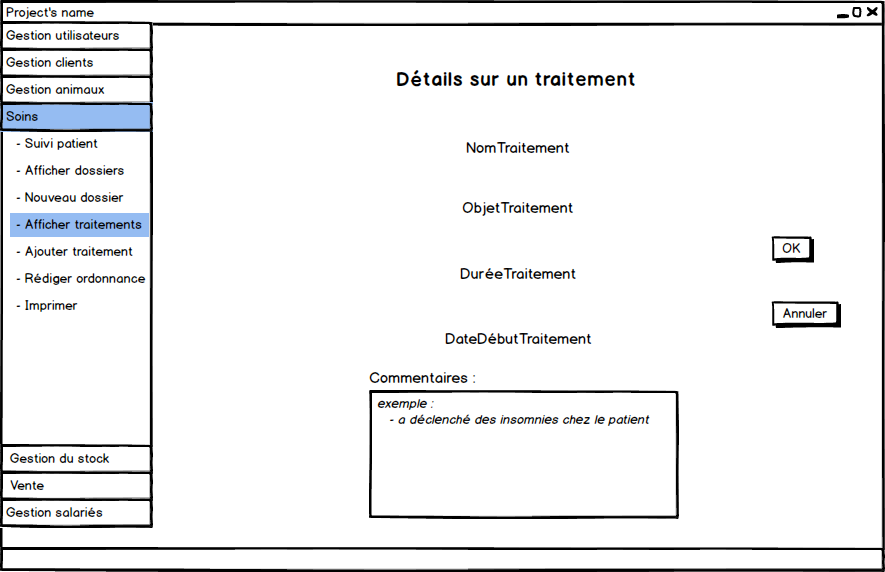 Project's name
Gestion utilisateurs
Gestion clients
Gestion animaux
Soins
- Suivi patient
- Afficher dossiers
- Nouveau dossier
- Afficher traitements
- Ajouter traitement
- Rédiger ordonnance
- Imprimer
Gestion du stock
Vente
Gestion salariés
Détails sur un traitement
NomTraitement
ObjetTraitement
DuréeTraitement
DateDébutTraitement
Commentaires :
exemple :
- a déclenché des insomnies chez le patient
OK
Annuler